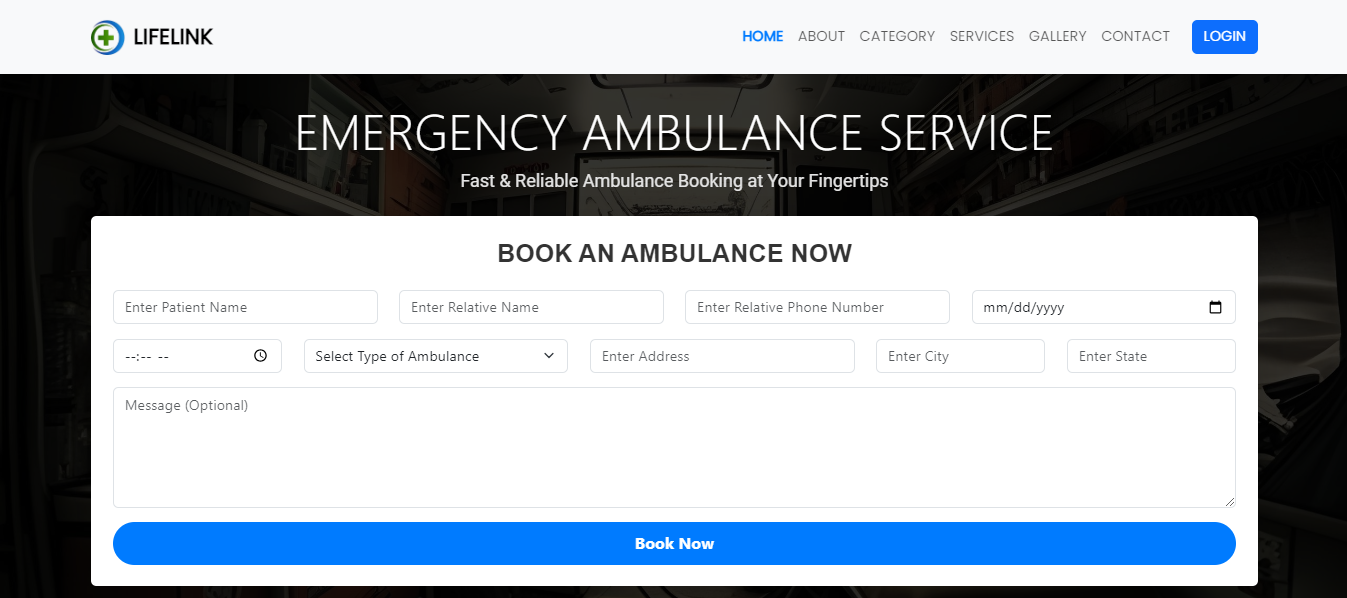 LIFELINK HOME ABOUT CATEGORY SERVICES GALLERY CONTACT LOGIN
EMERGENCY AMBULANCE SERVICE
Fast & Reliable Ambulance Booking at Your Fingertips
BOOK AN AMBULANCE NOW
Enter Patient Name Enter Relative Name Enter Relative Phone Number mm/dd/yyyy
--:-- -- Select Type of Ambulance Enter Address Enter City Enter State
Message (Optional)
Book Now